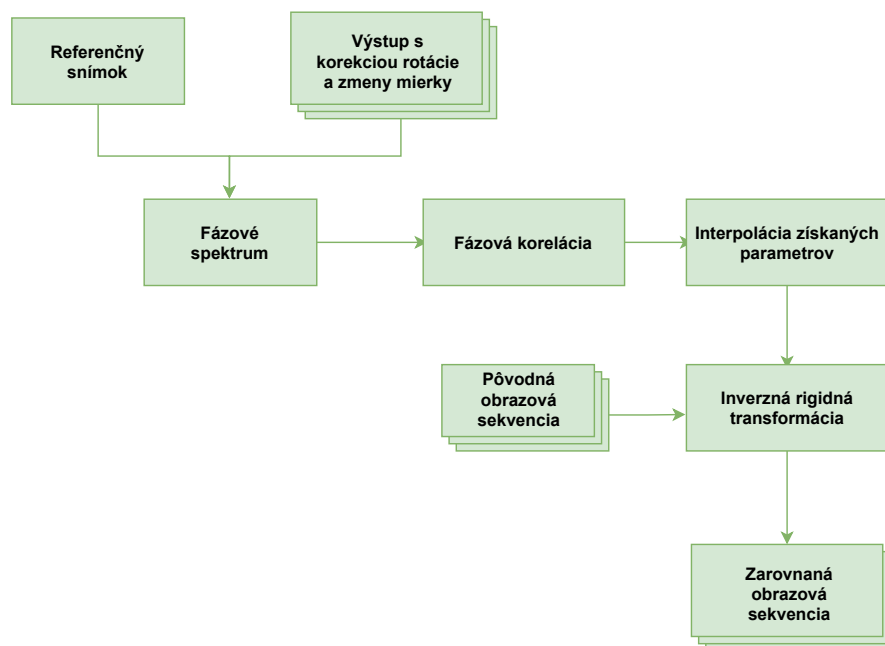 Referenčný
snímok
Výstup s
korekciou rotácie
a zmeny mierky
Fázové
spektrum
Fázová korelácia
Interpolácia získaných
parametrov
Pôvodná
obrazová
sekvencia
Inverzná rigidná
transformácia
Zarovnaná
obrazová
sekvencia